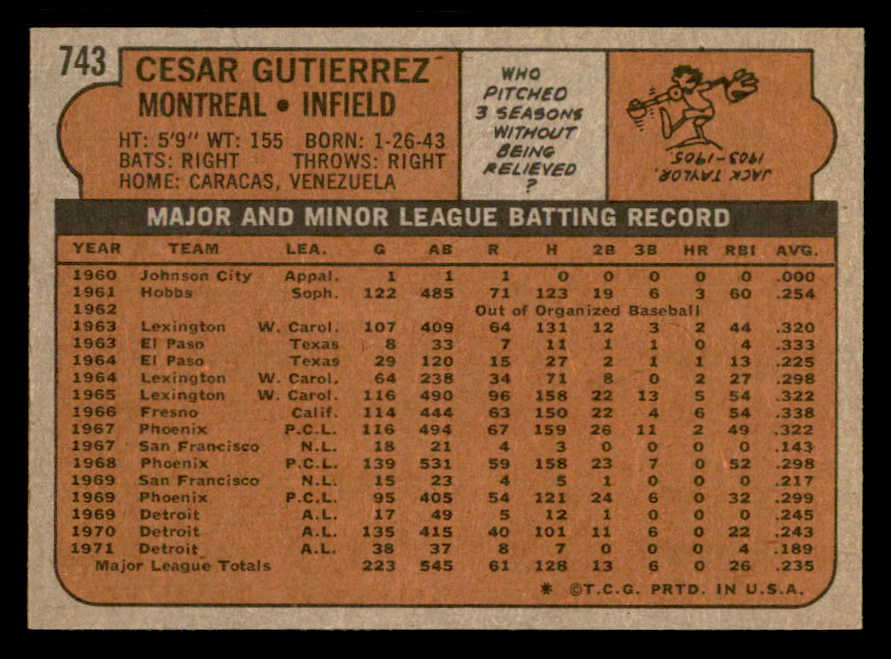 743
CESAR GUTIERREZ
MONTREAL • INFIELD
HT: 5'9" WT: 155 BORN: 1-26-43
BATS: RIGHT THROWS: RIGHT
HOME: CARACAS, VENEZUELA
WHO
PITCHED
3 SEASONS
WITHOUT
BEING
RELIEVED
?
JACK TAYLOR.
1903-1905.
MAJOR AND MINOR LEAGUE BATTING RECORD
YEAR TEAM LEA. G AB R H 2B 3B HR RBI AVG.
1960 Johnson City Appal. 1 1 1 0 0 0 0 0 .000
1961 Hobbs Soph. 122 485 71 123 19 6 3 60 .254
1962 Out of Organized Baseball
1963 Lexington W. Carol. 107 409 64 131 12 3 2 44 .320
1963 El Paso Texas 8 33 7 11 1 1 0 4 .333
1964 El Paso Texas 29 120 15 27 2 1 1 13 .225
1964 Lexington W. Carol. 64 238 34 71 8 0 2 27 .298
1965 Lexington W. Carol. 116 490 96 158 22 13 5 54 .322
1966 Fresno Calif. 114 444 63 150 22 4 6 54 .338
1967 Phoenix P.C.L. 116 494 67 159 26 11 2 49 .322
1967 San Francisco N.L. 18 21 4 3 0 0 0 0 .143
1968 Phoenix P.C.L. 139 531 59 158 23 7 0 52 .298
1969 San Francisco N.L. 15 23 4 5 1 0 0 0 .217
1969 Phoenix P.C.L. 95 405 54 121 24 6 0 32 .299
1969 Detroit A.L. 17 49 5 12 1 0 0 0 .245
1970 Detroit A.L. 135 415 40 101 11 6 0 22 .243
1971 Detroit A.L. 38 37 8 7 0 0 0 4 .189
Major League Totals 223 545 61 128 13 6 0 26 .235
* ©T.C.G. PRTD. IN U.S.A.